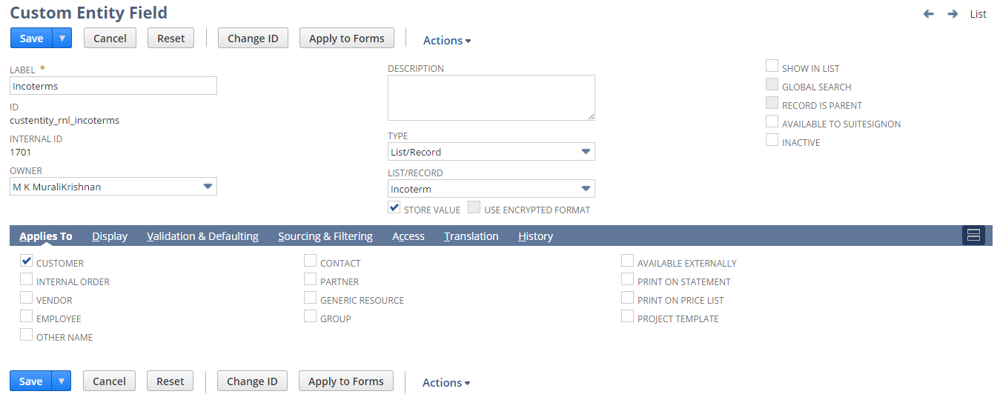 Custom Entity Field
List
Save Cancel Reset Change ID Apply to Forms Actions
LABEL *
Incoterms
ID
custentity_rnl_incoterms
INTERNAL ID
1701
OWNER
M K MuraliKrishnan
DESCRIPTION
TYPE
List/Record
LIST/RECORD
Incoterm
STORE VALUE USE ENCRYPTED FORMAT
SHOW IN LIST
GLOBAL SEARCH
RECORD IS PARENT
AVAILABLE TO SUITESIGNON
INACTIVE
Applies To Display Validation & Defaulting Sourcing & Filtering Access Translation History
CUSTOMER
INTERNAL ORDER
VENDOR
EMPLOYEE
OTHER NAME
CONTACT
PARTNER
GENERIC RESOURCE
GROUP
AVAILABLE EXTERNALLY
PRINT ON STATEMENT
PRINT ON PRICE LIST
PROJECT TEMPLATE
Save Cancel Reset Change ID Apply to Forms Actions